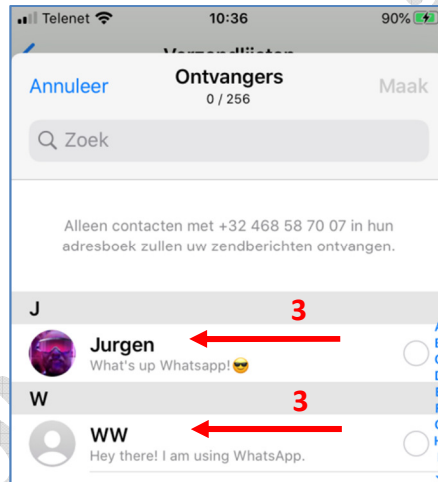 Telenet 10:36 90%
Verzendlijsten
Annuleer Ontvangers Maak
0 / 256
Zoek
Alleen contacten met +32 468 58 70 07 in hun
adresboek zullen uw zendberichten ontvangen.
J 3
Jurgen
What's up Whatsapp!😎
W 3
WW
Hey there! I am using WhatsApp.